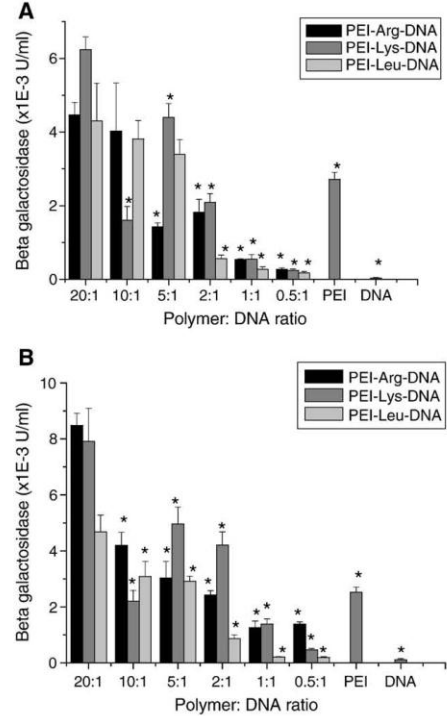 A
PEI-Arg-DNA
PEI-Lys-DNA
PEI-Leu-DNA
Beta galactosidase (x1E-3 U/ml)
6
4
2
0
* * * * * * * * * * * * * * *
20:1 10:1 5:1 2:1 1:1 0.5:1 PEI DNA
Polymer: DNA ratio
B
PEI-Arg-DNA
PEI-Lys-DNA
PEI-Leu-DNA
Beta galactosidase (x1E-3 U/ml)
10
8
6
4
2
0
* * * * * * * * * * * * * * * * *
20:1 10:1 5:1 2:1 1:1 0.5:1 PEI DNA
Polymer: DNA ratio